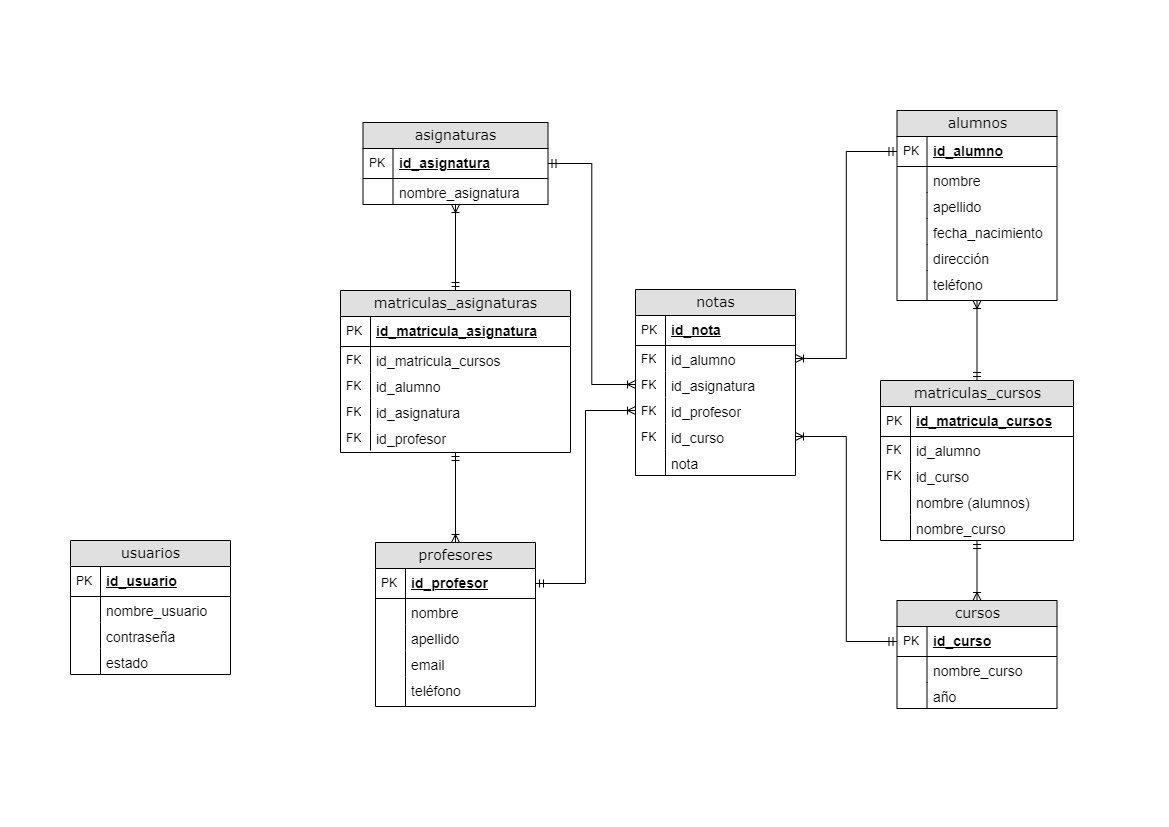 asignaturas
PK id_asignatura
nombre_asignatura
matriculas_asignaturas
PK id_matricula_asignatura
FK id_matricula_cursos
FK id_alumno
FK id_asignatura
FK id_profesor
usuarios
PK id_usuario
nombre_usuario
contraseña
estado
profesores
PK id_profesor
nombre
apellido
email
teléfono
notas
PK id_nota
FK id_alumno
FK id_asignatura
FK id_profesor
FK id_curso
nota
alumnos
PK id_alumno
nombre
apellido
fecha_nacimiento
dirección
teléfono
matriculas_cursos
PK id_matricula_cursos
FK id_alumno
FK id_curso
nombre (alumnos)
nombre_curso
cursos
PK id_curso
nombre_curso
año